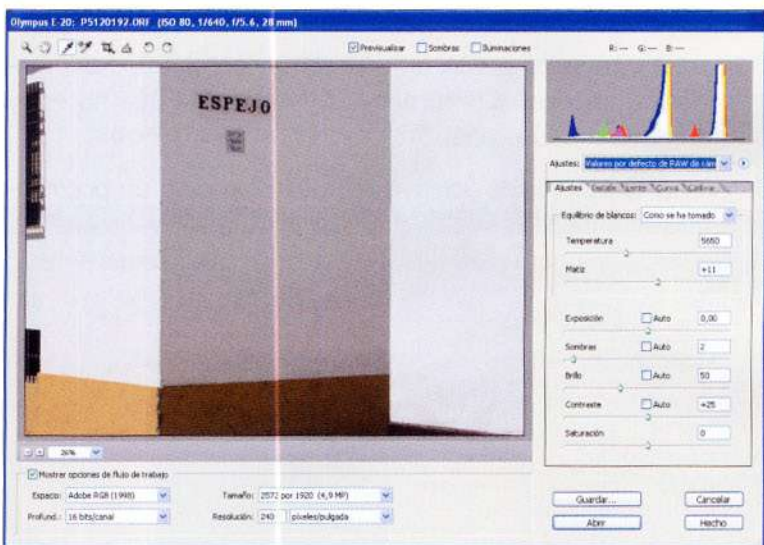 Olympus E-20: P5120192.ORF (ISO 80, 1/640, f/5.6, 28 mm)
Previsualizar Sombras Iluminaciones R: --- G: --- B: ---
ESPEJO
Ajustes: Valores por defecto de RAW de cám
Ajustes Detalle Lente Curva Calibrar
Equilibrio de blancos: Como se ha tomado
Temperatura 5650
Matiz +11
Exposición Auto 0,00
Sombras Auto 2
Brillo Auto 50
Contraste Auto +25
Saturación 0
26%
Mostrar opciones de flujo de trabajo
Espacio: Adobe RGB (1998) Tamaño: 2572 por 1920 (4,9 MP)
Profund.: 16 bits/canal Resolución: 240 píxeles/pulgada
Guardar... Cancelar
Abrir Hecho